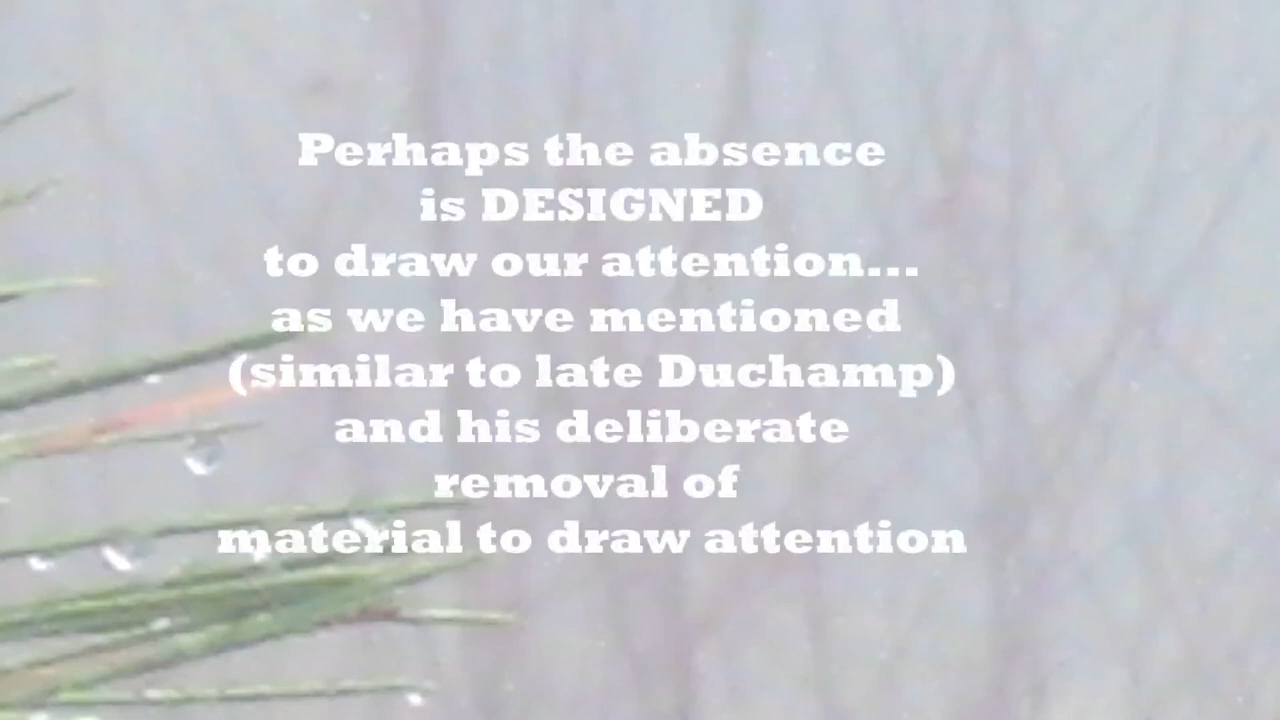 Perhaps the absence
is DESIGNED
to draw our attention...
as we have mentioned
(similar to late Duchamp)
and his deliberate
removal of
material to draw attention